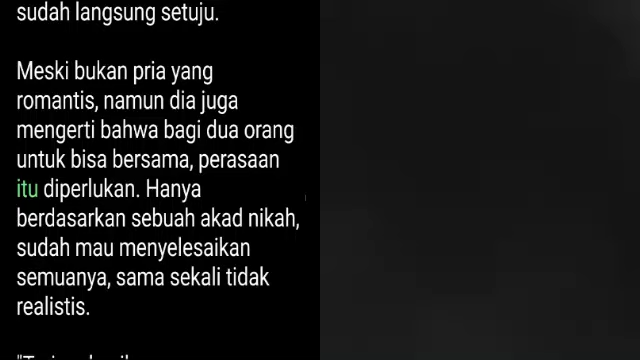 sudah langsung setuju.
Meski bukan pria yang
romantis, namun dia juga
mengerti bahwa bagi dua orang
untuk bisa bersama, perasaan
itu diperlukan. Hanya
berdasarkan sebuah akad nikah,
sudah mau menyelesaikan
semuanya, sama sekali tidak
realistis.